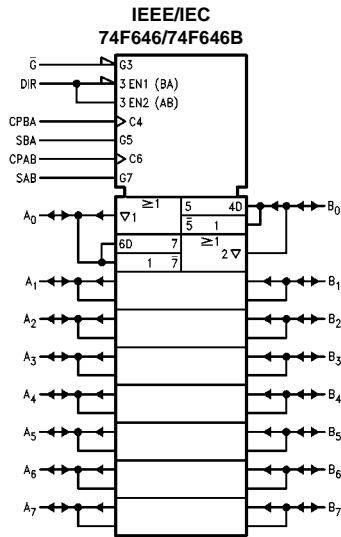 IEEE/IEC
74F646/74F646B
G̅ G3
DIR 3 EN1 (BA)
3 EN2 (AB)
CPBA C4
SBA G5
CPAB C6
SAB G7
A₀ ▽1 ≥1 5 4D B₀
5̅ 1
6D 7 ≥1
1 7̅ 2▽
A₁ B₁
A₂ B₂
A₃ B₃
A₄ B₄
A₅ B₅
A₆ B₆
A₇ B₇